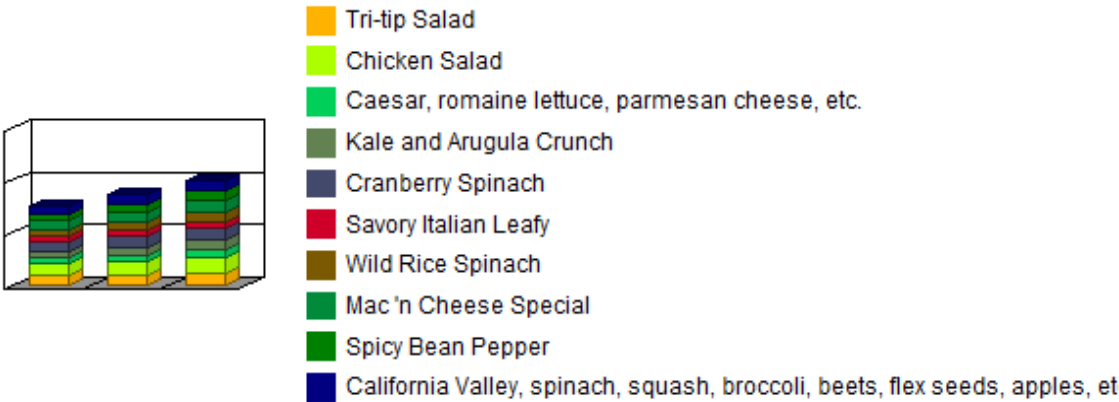 Tri-tip Salad
Chicken Salad
Caesar, romaine lettuce, parmesan cheese, etc.
Kale and Arugula Crunch
Cranberry Spinach
Savory Italian Leafy
Wild Rice Spinach
Mac 'n Cheese Special
Spicy Bean Pepper
California Valley, spinach, squash, broccoli, beets, flex seeds, apples, et